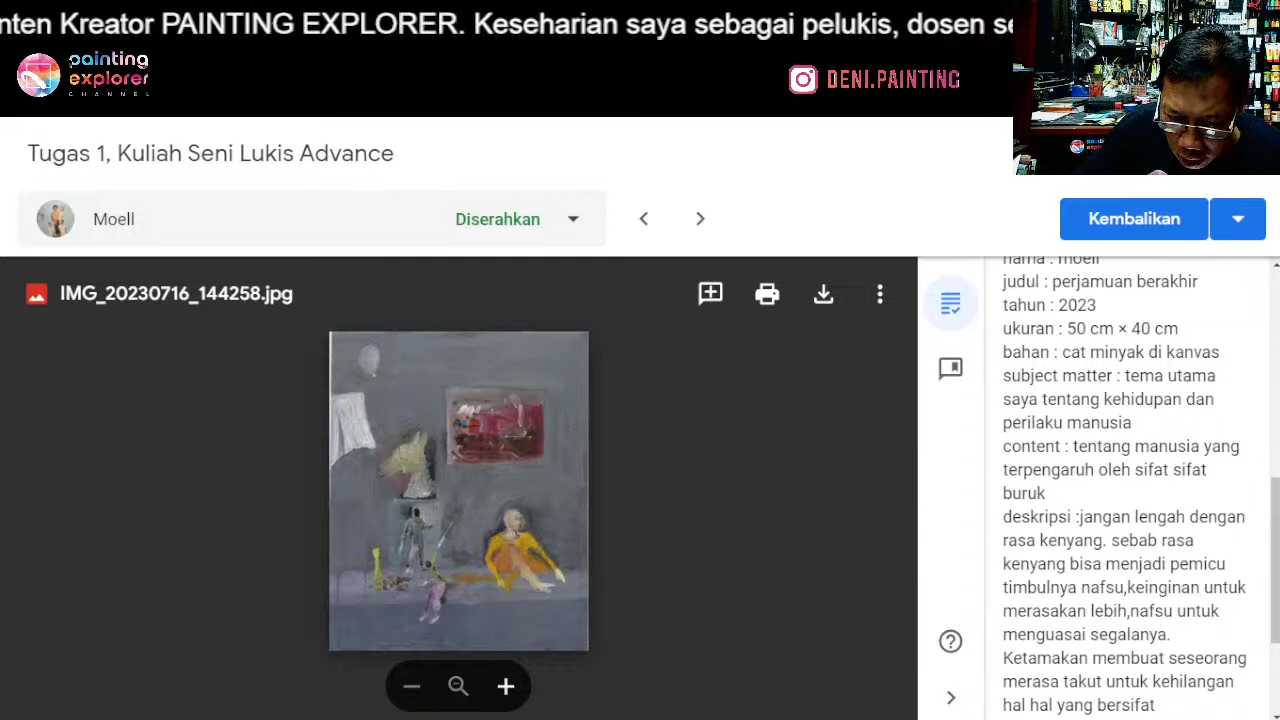 nten Kreator PAINTING EXPLORER. Keseharian saya sebagai pelukis, dosen se
painting
explorer
CHANNEL
DENI.PAINTING
Tugas 1, Kuliah Seni Lukis Advance
Moell
Diserahkan
Kembalikan
IMG_20230716_144258.jpg
nama : moell
judul : perjamuan berakhir
tahun : 2023
ukuran : 50 cm × 40 cm
bahan : cat minyak di kanvas
subject matter : tema utama
saya tentang kehidupan dan
perilaku manusia
content : tentang manusia yang
terpengaruh oleh sifat sifat
buruk
deskripsi :jangan lengah dengan
rasa kenyang. sebab rasa
kenyang bisa menjadi pemicu
timbulnya nafsu,keinginan untuk
merasakan lebih,nafsu untuk
menguasai segalanya.
Ketamakan membuat seseorang
merasa takut untuk kehilangan
hal hal yang bersifat